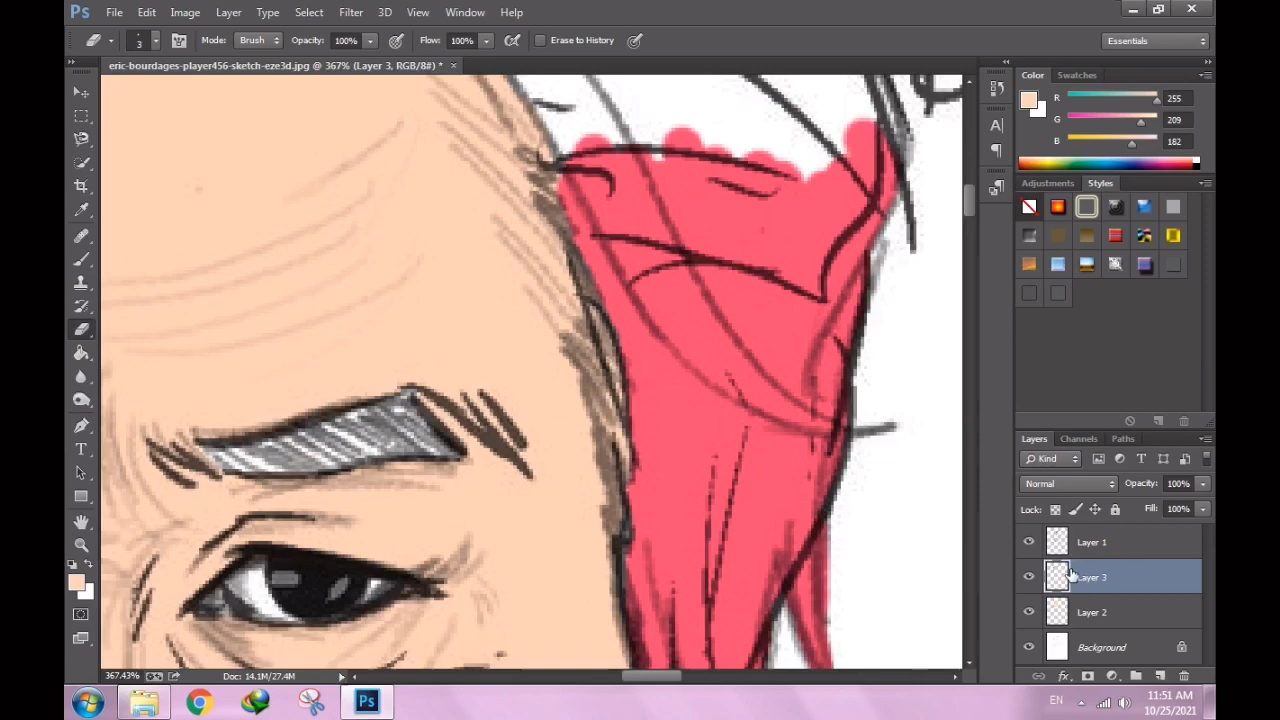 Ps File Edit Image Layer Type Select Filter 3D View Window Help
3 Mode: Brush Opacity: 100% Flow: 100% Erase to History Essentials
eric-bourdages-player456-sketch-eze3d.jpg @ 367% (Layer 3, RGB/8#) * ×
Color Swatches
R 255
G 209
B 182
Adjustments Styles
Layers Channels Paths
Kind
Normal Opacity: 100%
Lock: Fill: 100%
Layer 1
Layer 3
Layer 2
Background
367.43% Doc: 14.1M/27.4M
Ps EN 11:51 AM
10/25/2021